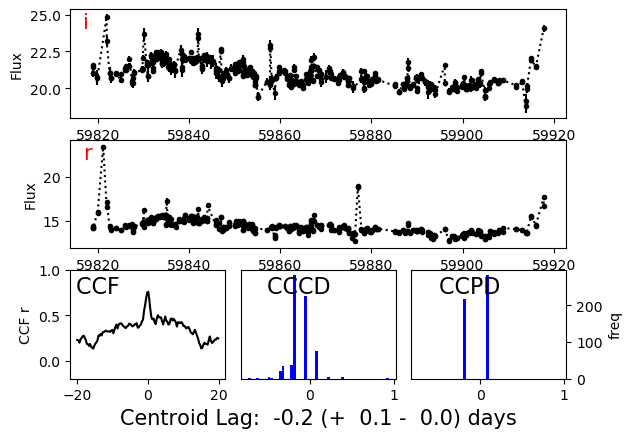 i
25.0
22.5
20.0
Flux
59820 59840 59860 59880 59900 59920
r
20
15
Flux
59820 59840 59860 59880 59900 59920
CCF
1.0
0.5
0.0
CCF r
−20 0 20
CCCD
0 1
CCPD
0 1
200
100
0
freq
Centroid Lag:  -0.2 (+  0.1 -  0.0) days